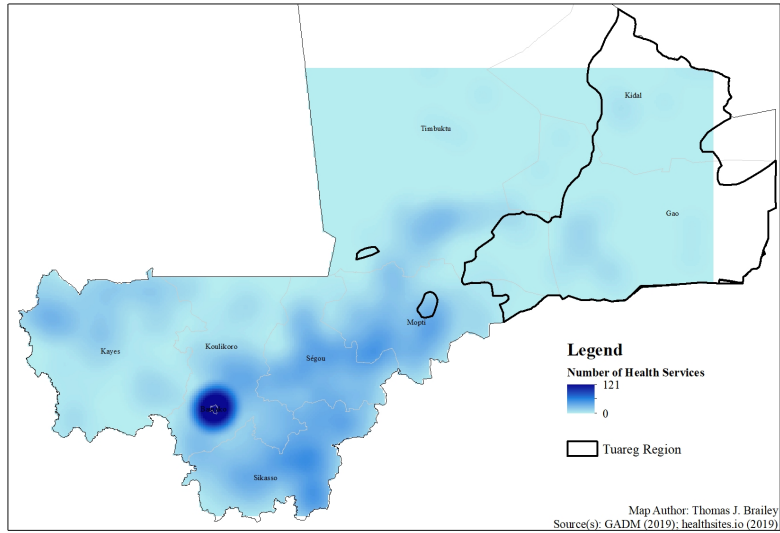 Kidal
Timbuktu
Gao
Mopti
Kayes
Koulikoro
Ségou
Sikasso
Legend
Number of Health Services
121
0
Tuareg Region
Map Author: Thomas J. Brailey
Source(s): GADM (2019); healthsites.io (2019)